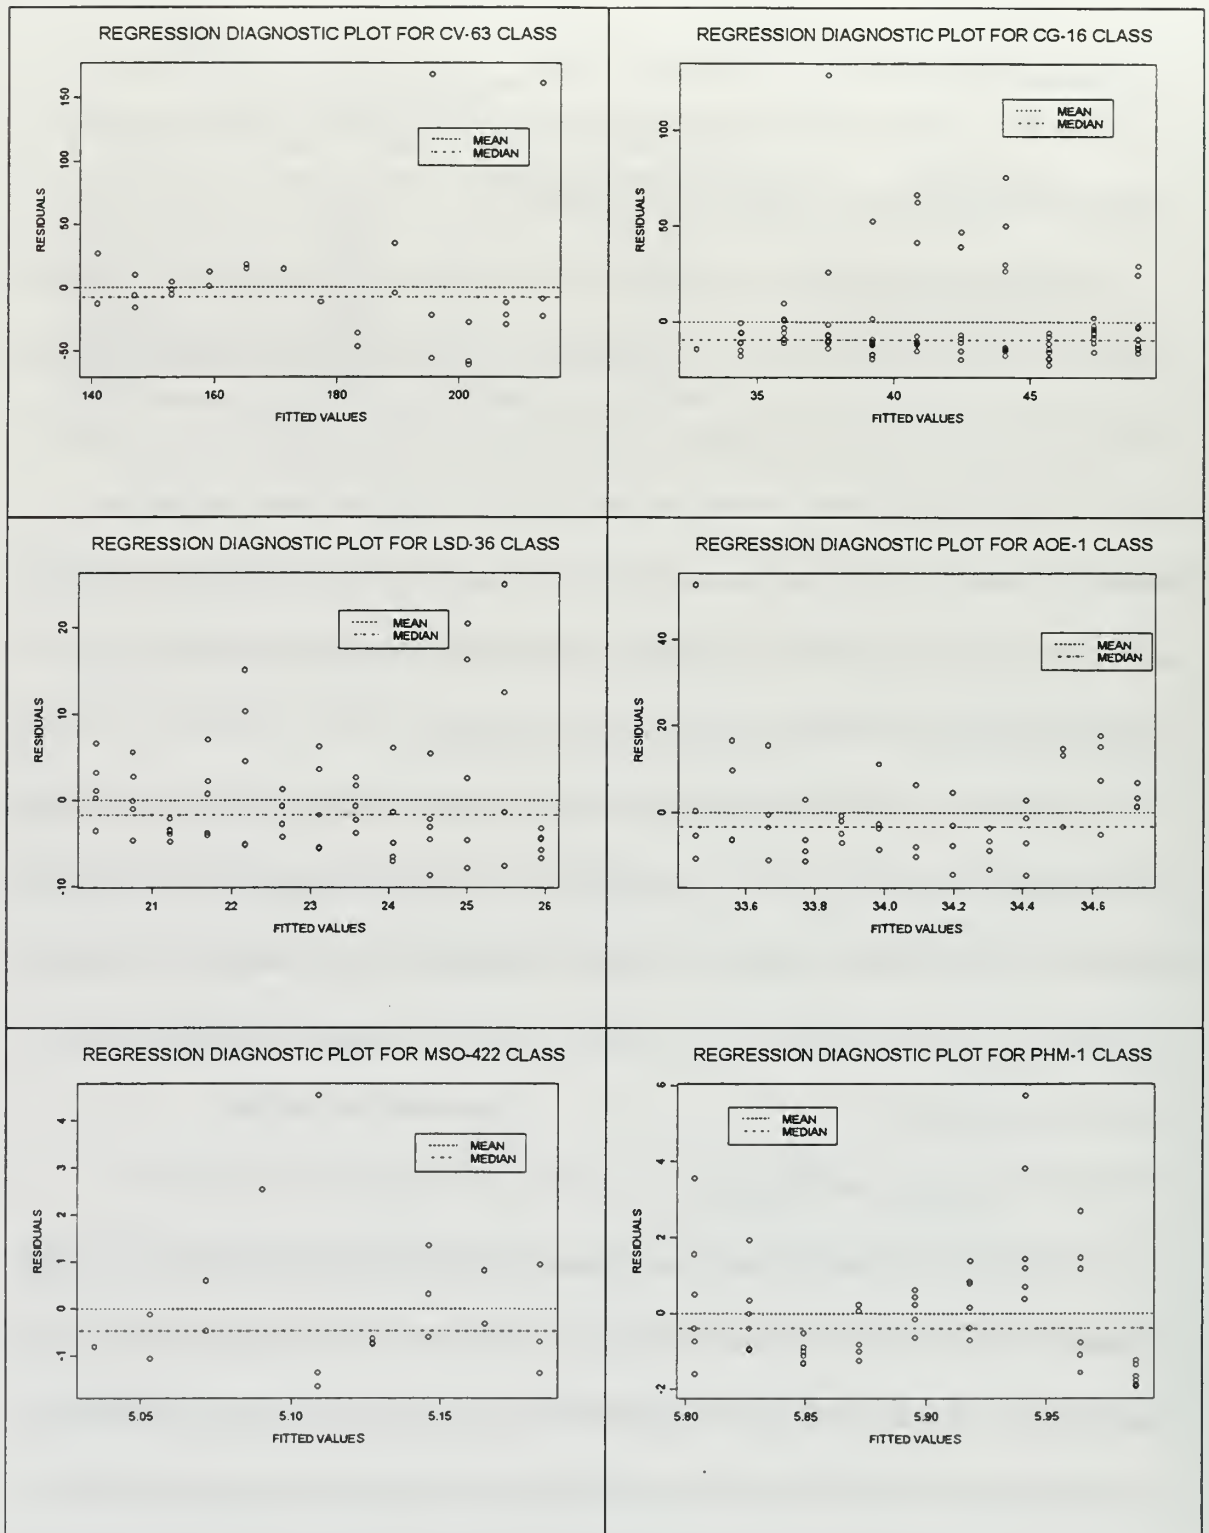 REGRESSION DIAGNOSTIC PLOT FOR CV-63 CLASS
RESIDUALS
150
100
50
0
-50
MEAN
MEDIAN
140 160 180 200
FITTED VALUES
REGRESSION DIAGNOSTIC PLOT FOR CG-16 CLASS
RESIDUALS
100
50
0
MEAN
MEDIAN
35 40 45
FITTED VALUES
REGRESSION DIAGNOSTIC PLOT FOR LSD-36 CLASS
RESIDUALS
20
10
0
-10
MEAN
MEDIAN
21 22 23 24 25 26
FITTED VALUES
REGRESSION DIAGNOSTIC PLOT FOR AOE-1 CLASS
RESIDUALS
40
20
0
MEAN
MEDIAN
33.6 33.8 34.0 34.2 34.4 34.6
FITTED VALUES
REGRESSION DIAGNOSTIC PLOT FOR MSO-422 CLASS
RESIDUALS
4
3
2
1
0
-1
MEAN
MEDIAN
5.05 5.10 5.15
FITTED VALUES
REGRESSION DIAGNOSTIC PLOT FOR PHM-1 CLASS
RESIDUALS
6
4
2
0
-2
MEAN
MEDIAN
5.80 5.85 5.90 5.95
FITTED VALUES